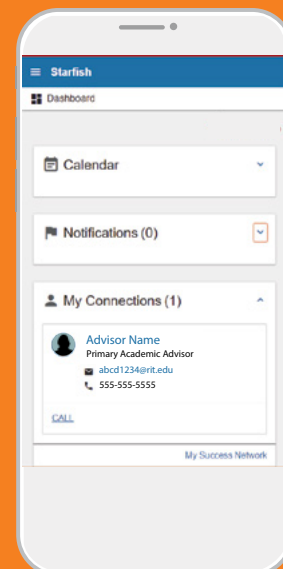 Starfish
Dashboard
Calendar
Notifications (0)
My Connections (1)
Advisor Name
Primary Academic Advisor
abcd1234@rit.edu
555-555-5555
CALL
My Success Network